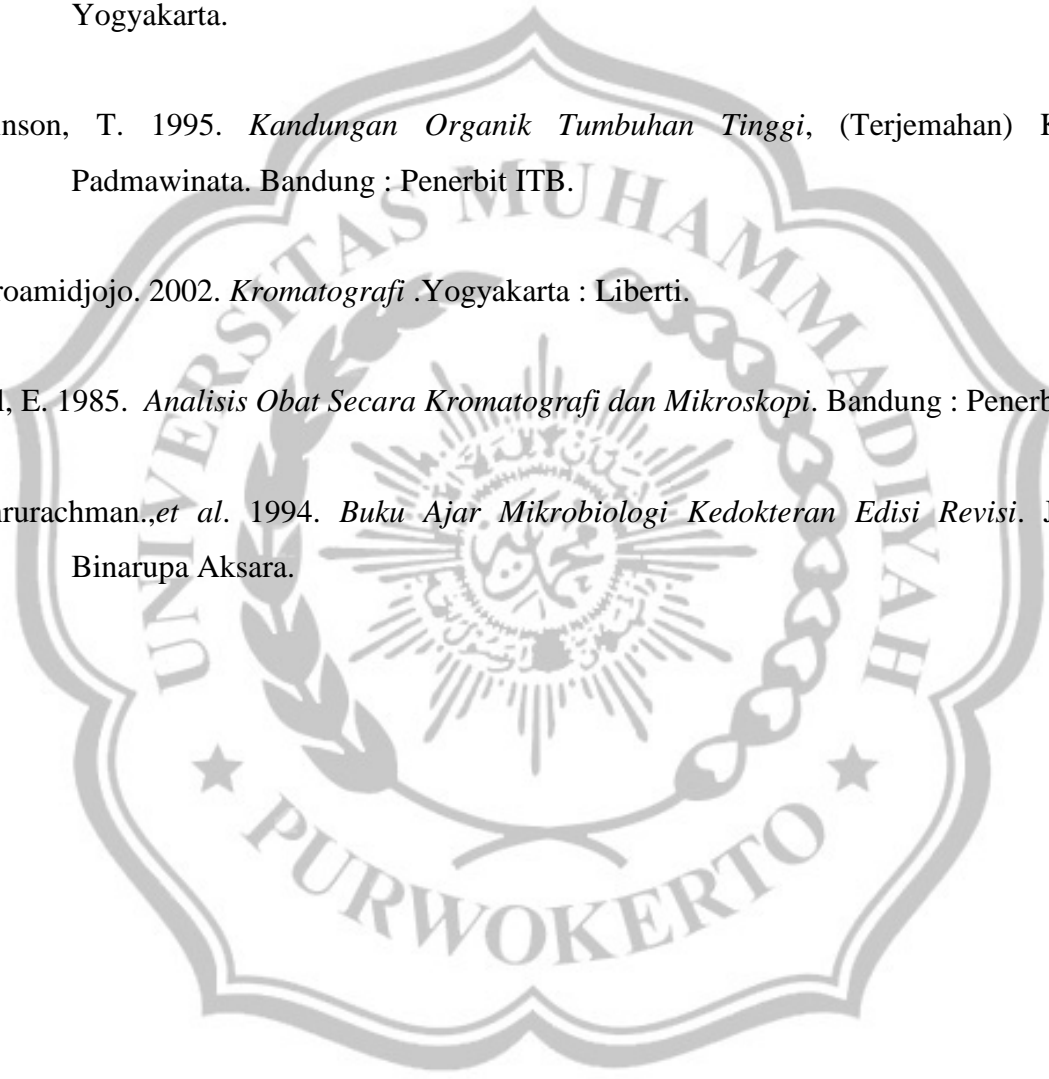 Yogyakarta.
inson, T. 1995. Kandungan Organik Tumbuhan Tinggi, (Terjemahan) K
Padmawinata. Bandung : Penerbit ITB.
roamidjojo. 2002. Kromatografi .Yogyakarta : Liberti.
l, E. 1985. Analisis Obat Secara Kromatografi dan Mikroskopi. Bandung : Penerb
rurachman.,et al. 1994. Buku Ajar Mikrobiologi Kedokteran Edisi Revisi. J
Binarupa Aksara.
UNIVERSITAS MUHAMMADIYAH
PURWOKERTO